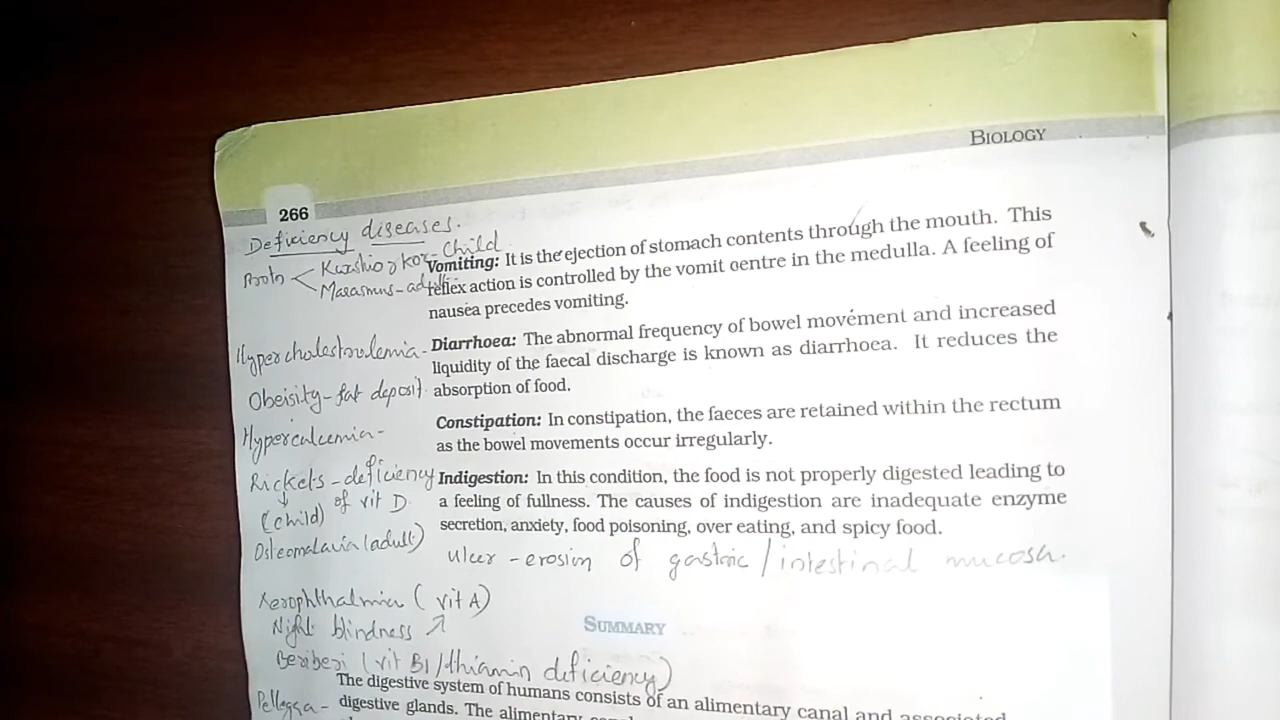 BIOLOGY
266
Deficiency diseases.
Kwashiorkor - Child
Marasmus - adult
Vomiting: It is the ejection of stomach contents through the mouth. This
reflex action is controlled by the vomit centre in the medulla. A feeling of
nausea precedes vomiting.
Hypercholestrolemia -
Diarrhoea: The abnormal frequency of bowel movement and increased
liquidity of the faecal discharge is known as diarrhoea. It reduces the
absorption of food.
Obeisity - fat deposit.
Constipation: In constipation, the faeces are retained within the rectum
as the bowel movements occur irregularly.
Hypercalcemia -
Rickets - deficiency
of vit D
(child)
Indigestion: In this condition, the food is not properly digested leading to
a feeling of fullness. The causes of indigestion are inadequate enzyme
secretion, anxiety, food poisoning, over eating, and spicy food.
Osteomalacia (adult)
ulcer - erosion of gastric / intestinal mucosa.
Xerophthalmia ( vit A)
Night blindness
SUMMARY
Beriberi ( vit B1/thiamin deficiency)
The digestive system of humans consists of an alimentary canal and associated
Pellegra -
digestive glands. The alimentary canal